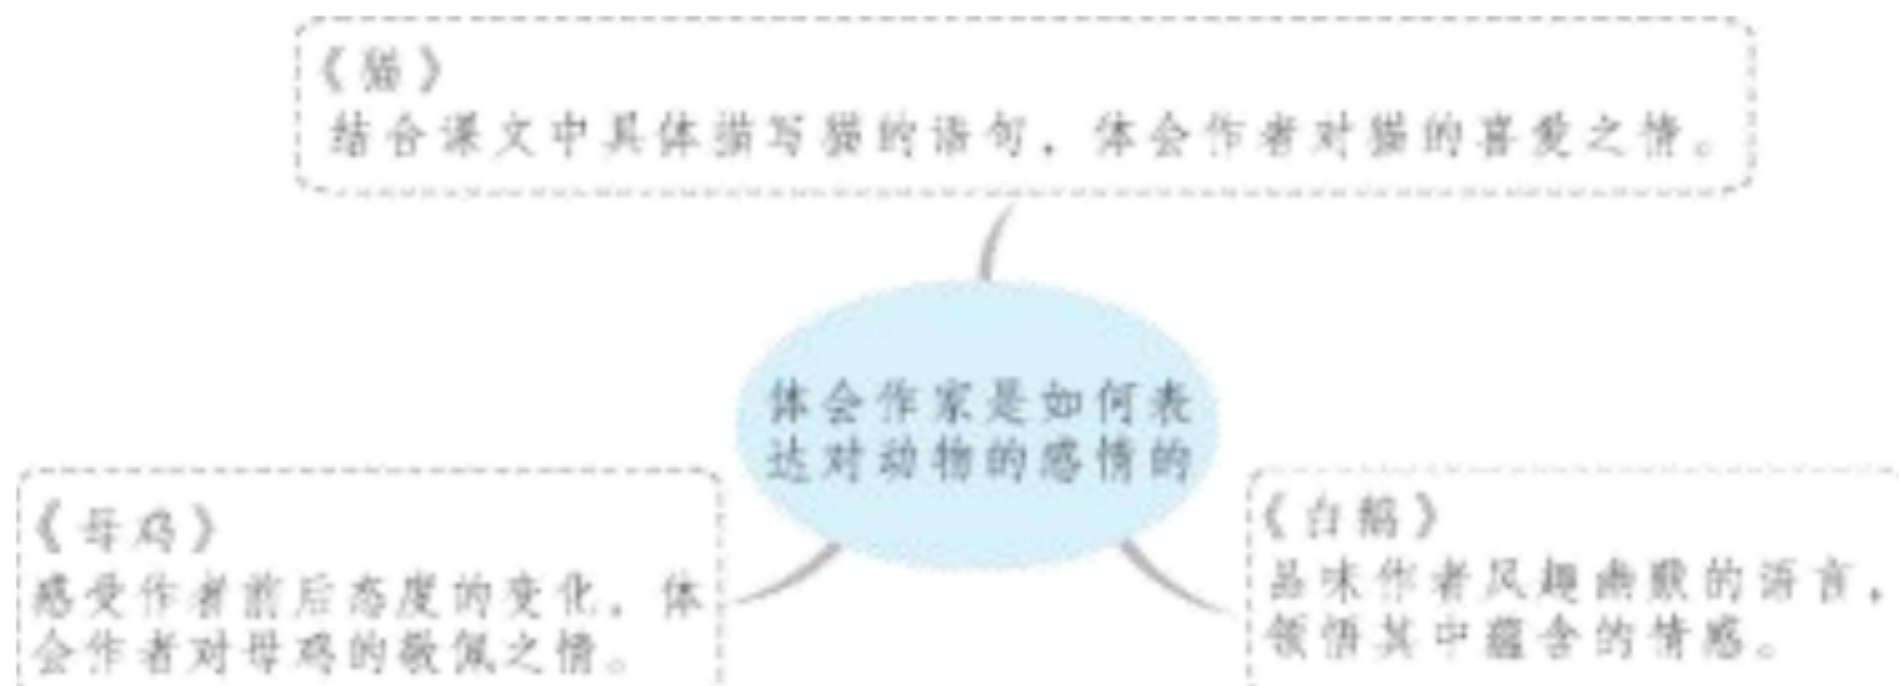 《猫》
结合课文中具体描写猫的语句，体会作者对猫的喜爱之情。
体会作家是如何表
达对动物的感情的
《母鸡》
感受作者前后态度的变化，体
会作者对母鸡的敬佩之情。
《白鹅》
品味作者风趣幽默的语言，
领悟其中蕴含的情感。